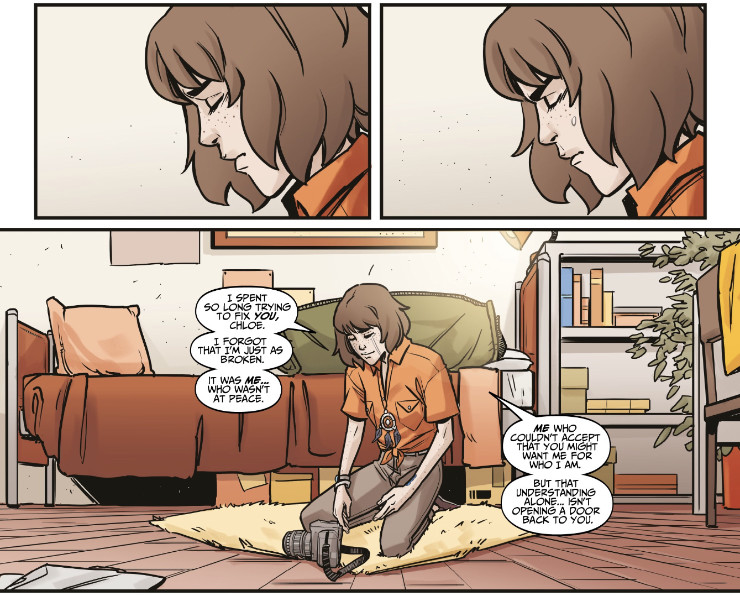 I SPENT
SO LONG TRYING
TO FIX YOU,
CHLOE.
I FORGOT
THAT I'M JUST AS
BROKEN.
IT WAS ME...
WHO WASN'T
AT PEACE.
ME WHO
COULDN'T ACCEPT
THAT YOU MIGHT
WANT ME FOR
WHO I AM.
BUT THAT
UNDERSTANDING
ALONE... ISN'T
OPENING A DOOR
BACK TO YOU.